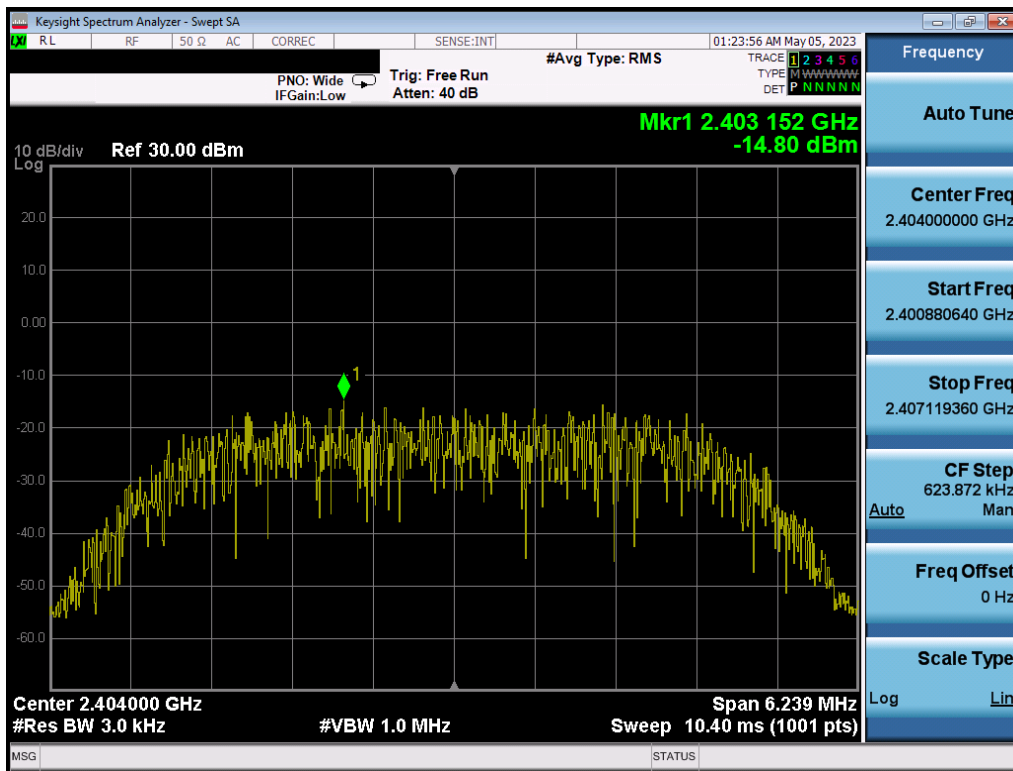 Keysight Spectrum Analyzer - Swept SA
LXI RL RF 50 Ω AC CORREC SENSE:INT 01:23:56 AM May 05, 2023
#Avg Type: RMS
TRACE 1 2 3 4 5 6
PNO: Wide Trig: Free Run TYPE M WWWWW
IFGain:Low Atten: 40 dB DET P N N N N N
Mkr1 2.403 152 GHz
10 dB/div Ref 30.00 dBm -14.80 dBm
Log
20.0
10.0
0.00
-10.0
1
-20.0
-30.0
-40.0
-50.0
-60.0
Center 2.404000 GHz Span 6.239 MHz
#Res BW 3.0 kHz #VBW 1.0 MHz Sweep 10.40 ms (1001 pts)
MSG STATUS
Frequency
Auto Tune
Center Freq
2.404000000 GHz
Start Freq
2.400880640 GHz
Stop Freq
2.407119360 GHz
CF Step
623.872 kHz
Auto Man
Freq Offset
0 Hz
Scale Type
Log Lin